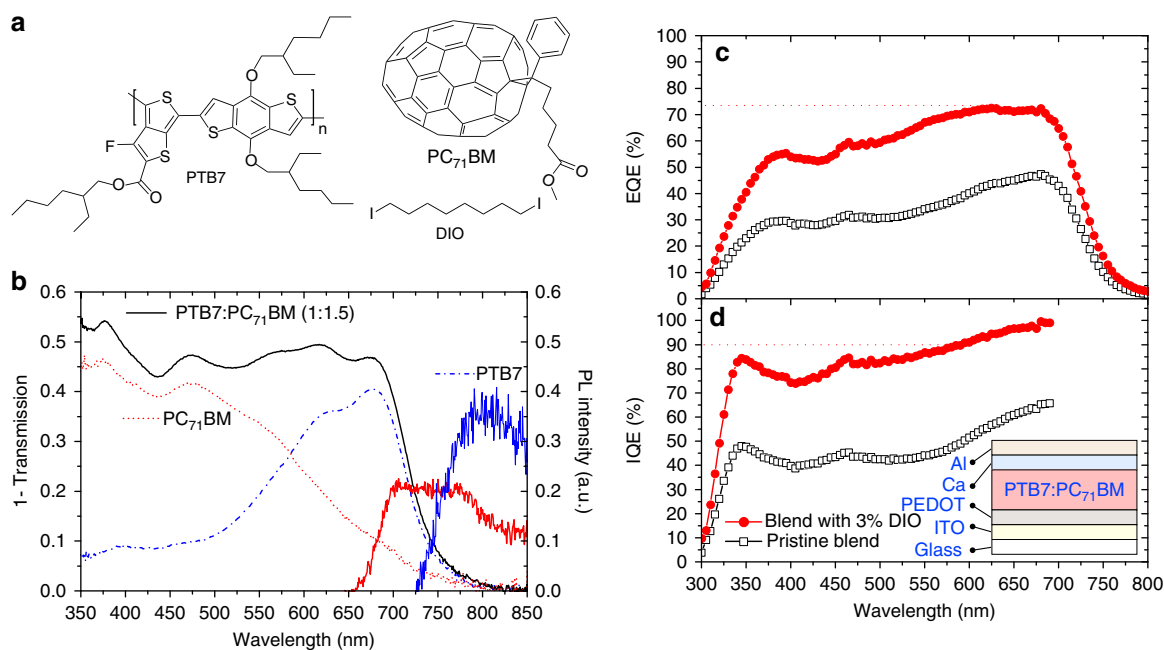 a
O
O
S
S
S
S
F
n
O
O
O
PTB7
PC71BM
O
O
I
I
DIO
b
0.6
0.5
0.4
0.3
0.2
0.1
0.0
1- Transmission
PTB7:PC71BM (1:1.5)
PC71BM
PTB7
0.6
0.5
0.4
0.3
0.2
0.1
0.0
PL intensity (a.u.)
350 400 450 500 550 600 650 700 750 800 850
Wavelength (nm)
c
100
90
80
70
60
50
40
30
20
10
0
EQE (%)
d
100
90
80
70
60
50
40
30
20
10
0
IQE (%)
Blend with 3% DIO
Pristine blend
Al
Ca
PTB7:PC71BM
PEDOT
ITO
Glass
300 350 400 450 500 550 600 650 700 750 800
Wavelength (nm)